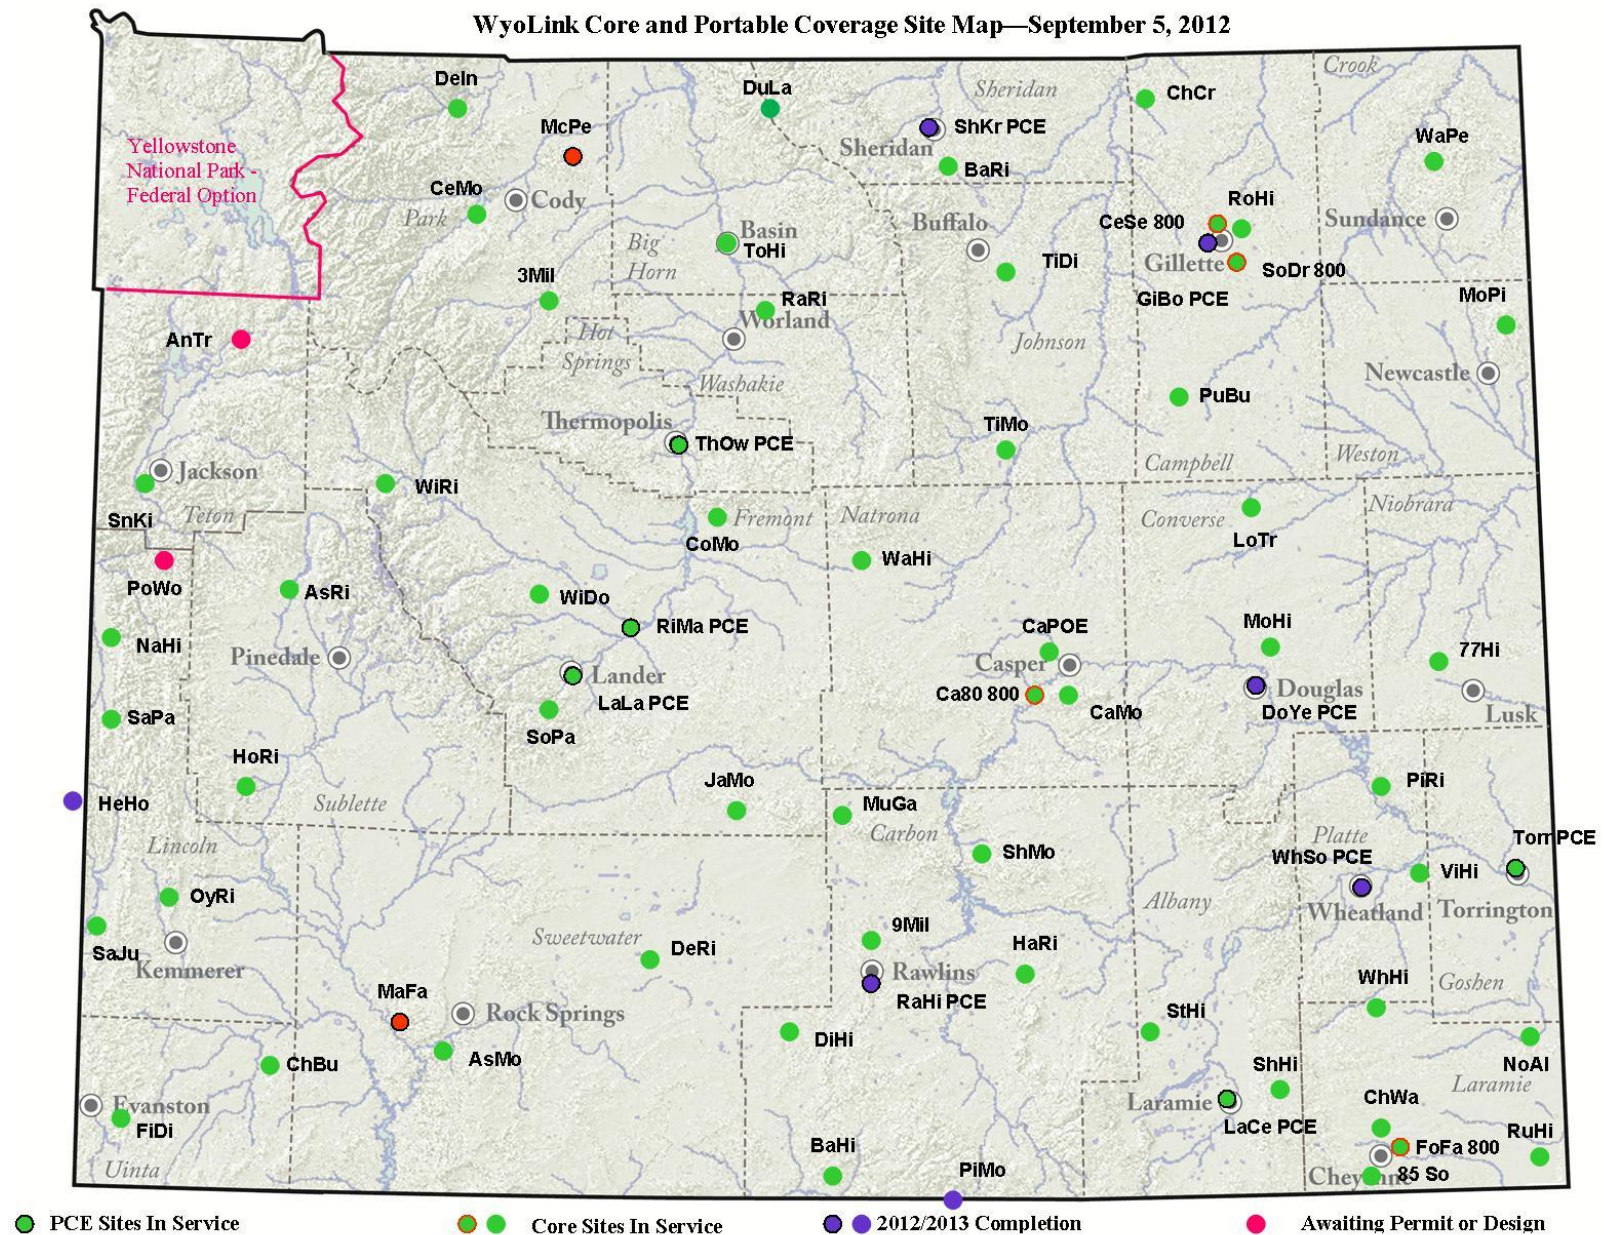 WyoLink Core and Portable Coverage Site Map—September 5, 2012
Crook
DeIn
DuLa
Sheridan
ChCr
McPe
ShKr PCE
WaPe
Yellowstone
National Park -
Federal Option
Sheridan
BaRi
CeMo
Cody
RoHi
Park
Basin
Buffalo
CeSe 800
Sundance
Big
Horn
ToHi
TiDi
Gillette
SoDr 800
3Mil
RaRi
GiBo PCE
MoPi
Worland
AnTr
Hot
Springs
Johnson
Washakie
Newcastle
PuBu
Thermopolis
ThOw PCE
TiMo
Jackson
Campbell
Weston
WiRi
SnKi
Teton
Fremont
Natrona
Converse
Niobrara
CoMo
LoTr
WaHi
PoWo
AsRi
WiDo
RiMa PCE
CaPOE
MoHi
NaHi
Pinedale
Lander
Casper
77Hi
LaLa PCE
Ca80 800
CaMo
Douglas
DoYe PCE
Lusk
SaPa
SoPa
HoRi
JaMo
PiRi
HeHo
Sublette
MuGa
Carbon
Platte
TorrPCE
Lincoln
ShMo
WhSo PCE
ViHi
OyRi
Albany
Wheatland
Torrington
9Mil
SaJu
Kemmerer
Sweetwater
DeRi
HaRi
Rawlins
WhHi
Goshen
MaFa
RaHi PCE
Rock Springs
StHi
DiHi
AsMo
ChBu
ShHi
NoAl
Laramie
Evanston
FiDi
Laramie
LaCe PCE
ChWa
RuHi
BaHi
FoFa 800
Uinta
PiMo
Cheyenne
85 So
PCE Sites In Service
Core Sites In Service
2012/2013 Completion
Awaiting Permit or Design